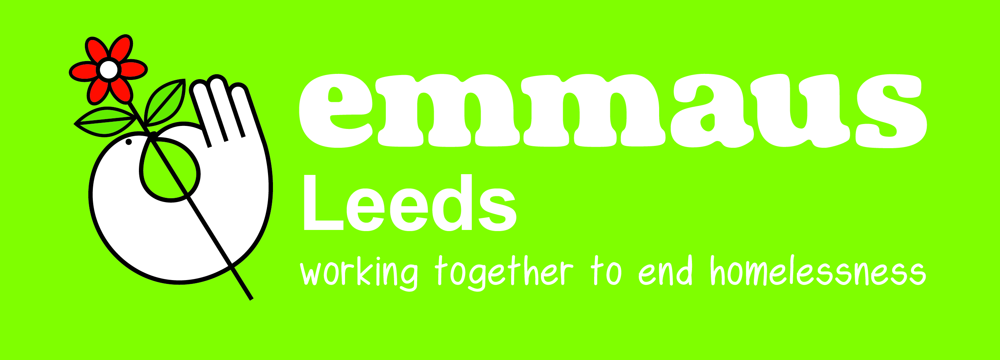 emmaus
Leeds
working together to end homelessness